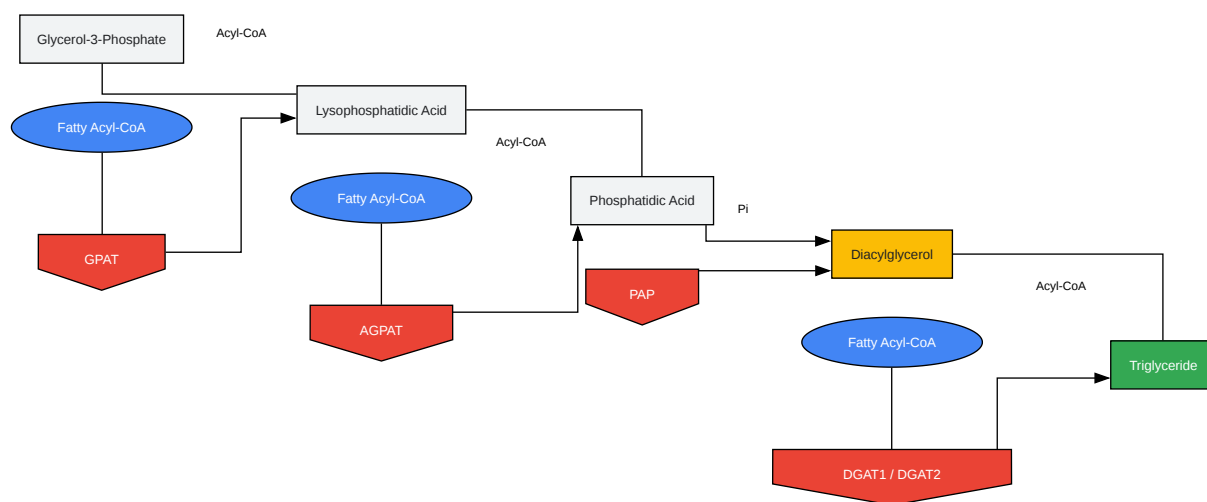 Glycerol-3-Phosphate
Acyl-CoA
Lysophosphatidic Acid
Fatty Acyl-CoA
Acyl-CoA
Fatty Acyl-CoA
Phosphatidic Acid
Pi
GPAT
Diacylglycerol
PAP
Acyl-CoA
AGPAT
Fatty Acyl-CoA
Triglyceride
DGAT1 / DGAT2